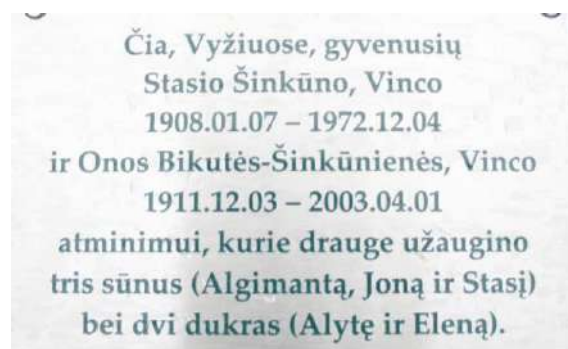 Čia, Vyžiuose, gyvenusių
Stasio Šinkūno, Vinco
1908.01.07 – 1972.12.04
ir Onos Bikutės-Šinkūnienės, Vinco
1911.12.03 – 2003.04.01
atminimui, kurie drauge užaugino
tris sūnus (Algimantą, Joną ir Stasį)
bei dvi dukras (Alytę ir Eleną).